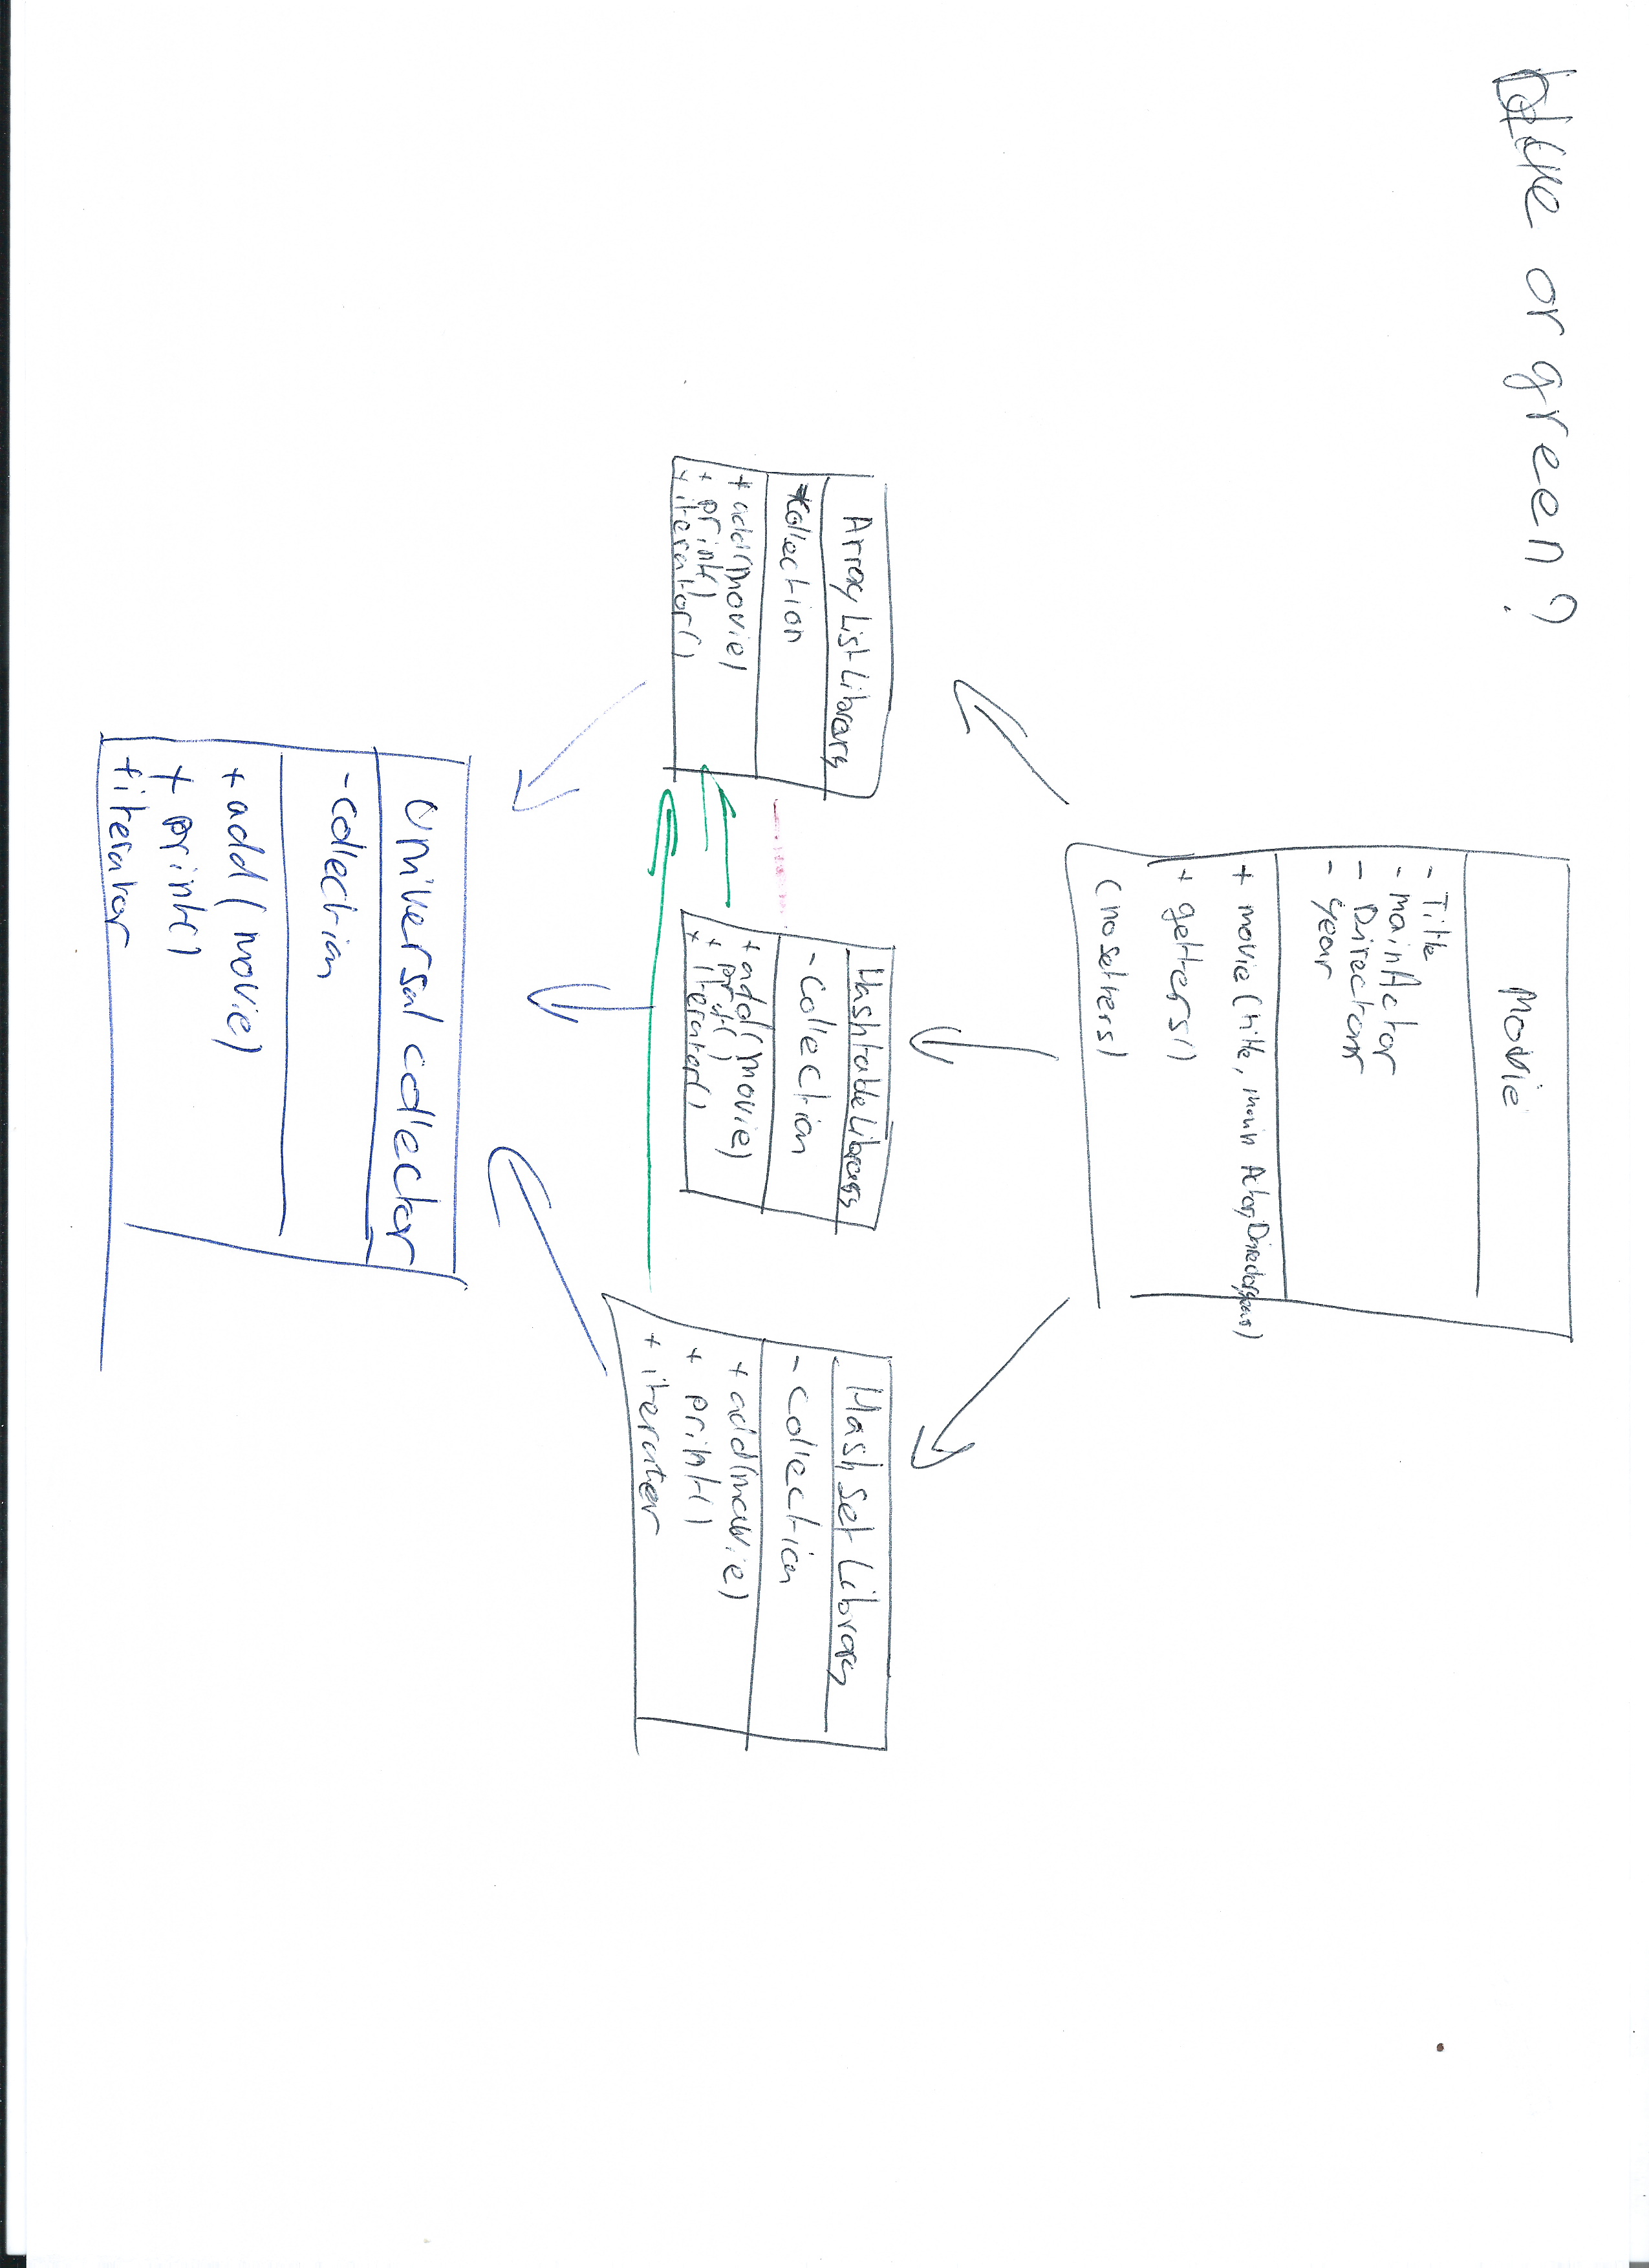 blue or green?
Movie
- Title
- mainActor
- Director
- year
+ movie (title, main Actor, Director, year)
+ getters()
(no setters)
ArrayListLibrary
- collection
+ add(movie)
+ print()
+ iterator()
HashtableLibrary
- collection
+ add(movie)
+ print()
+ iterator()
HashSetLibrary
- collection
+ add(movie)
+ print()
+ iterator
Universal collector
- collection
+ add(movie)
+ print()
+ iterator